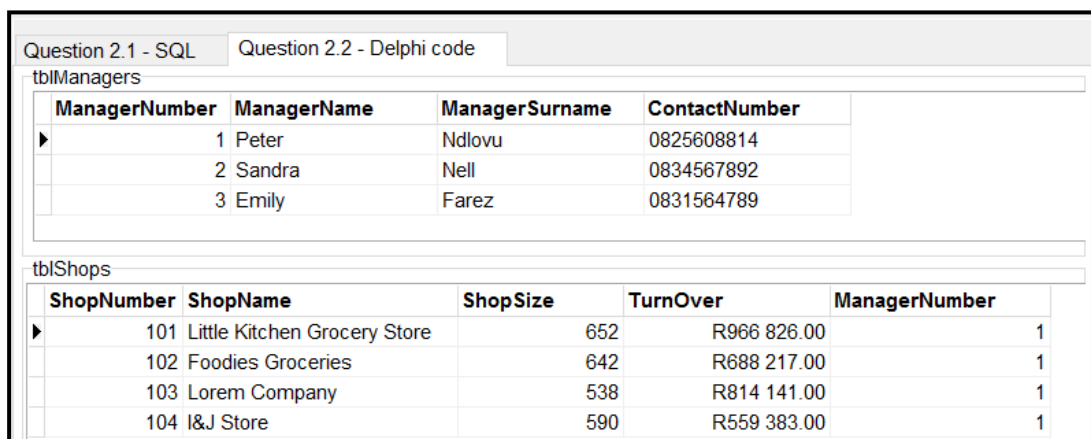 Question 2.1 - SQL Question 2.2 - Delphi code
tblManagers
ManagerNumber ManagerName ManagerSurname ContactNumber
1 Peter Ndlovu 0825608814
2 Sandra Nell 0834567892
3 Emily Farez 0831564789
tblShops
ShopNumber ShopName ShopSize TurnOver ManagerNumber
101 Little Kitchen Grocery Store 652 R966 826.00 1
102 Foodies Groceries 642 R688 217.00 1
103 Lorem Company 538 R814 141.00 1
104 I&J Store 590 R559 383.00 1